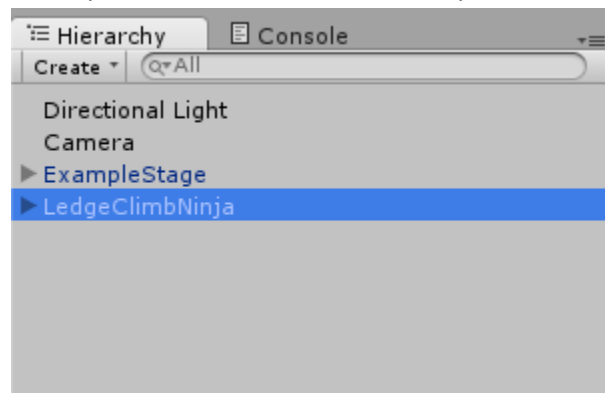 Hierarchy Console
Create All
Directional Light
Camera
ExampleStage
LedgeClimbNinja